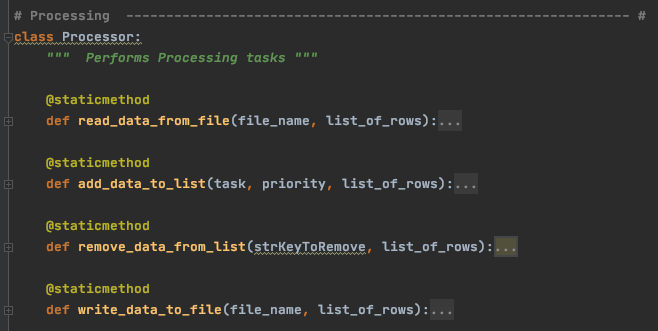 # Processing  --------------------------------------------------------------- #
class Processor:
    """  Performs Processing tasks """
    @staticmethod
    def read_data_from_file(file_name, list_of_rows):...
    @staticmethod
    def add_data_to_list(task, priority, list_of_rows):...
    @staticmethod
    def remove_data_from_list(strKeyToRemove, list_of_rows):...
    @staticmethod
    def write_data_to_file(file_name, list_of_rows):...